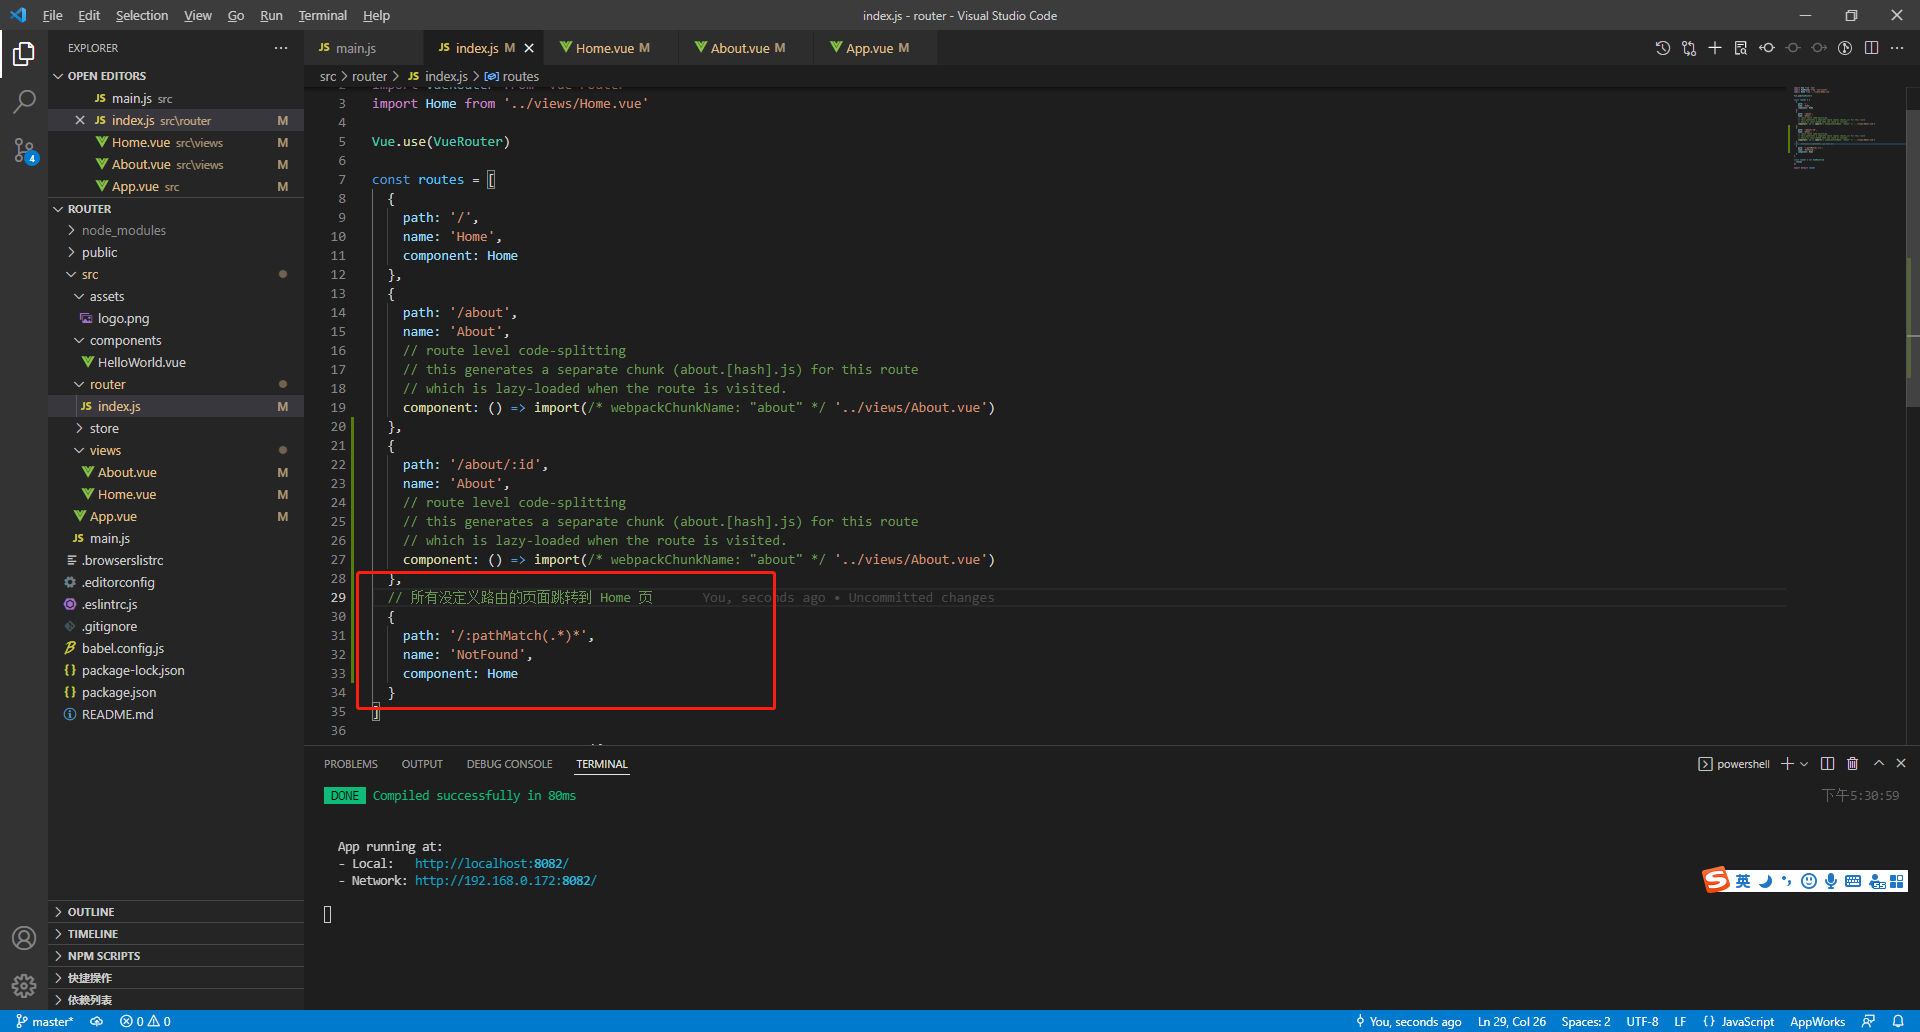 File Edit Selection View Go Run Terminal Help
index.js - router - Visual Studio Code
EXPLORER
OPEN EDITORS
main.js src
index.js src\router M
Home.vue src\views M
About.vue src\views M
App.vue src M
ROUTER
node_modules
public
src
assets
logo.png
components
HelloWorld.vue
router
index.js M
store
views
About.vue M
Home.vue M
App.vue M
main.js
.browserslistrc
.editorconfig
.eslintrc.js
.gitignore
babel.config.js
package-lock.json
package.json
README.md
OUTLINE
TIMELINE
NPM SCRIPTS
快捷操作
依赖列表
main.js
index.js M
Home.vue M
About.vue M
App.vue M
src > router > JS index.js > routes
3 import Home from '../views/Home.vue'
4
5 Vue.use(VueRouter)
6
7 const routes = [
8 {
9 path: '/',
10 name: 'Home',
11 component: Home
12 },
13 {
14 path: '/about',
15 name: 'About',
16 // route level code-splitting
17 // this generates a separate chunk (about.[hash].js) for this route
18 // which is lazy-loaded when the route is visited.
19 component: () => import(/* webpackChunkName: "about" */ '../views/About.vue')
20 },
21 {
22 path: '/about/:id',
23 name: 'About',
24 // route level code-splitting
25 // this generates a separate chunk (about.[hash].js) for this route
26 // which is lazy-loaded when the route is visited.
27 component: () => import(/* webpackChunkName: "about" */ '../views/About.vue')
28 },
29 // 所有没定义路由的页面跳转到 Home 页 You, seconds ago • Uncommitted changes
30 {
31 path: '/:pathMatch(.*)*',
32 name: 'NotFound',
33 component: Home
34 }
35 ]
36
PROBLEMS OUTPUT DEBUG CONSOLE TERMINAL
powershell
DONE Compiled successfully in 80ms
下午5:30:59
App running at:
- Local: http://localhost:8082/
- Network: http://192.168.0.172:8082/
英
4
master* 0 0
You, seconds ago Ln 29, Col 26 Spaces: 2 UTF-8 LF {} JavaScript AppWorks